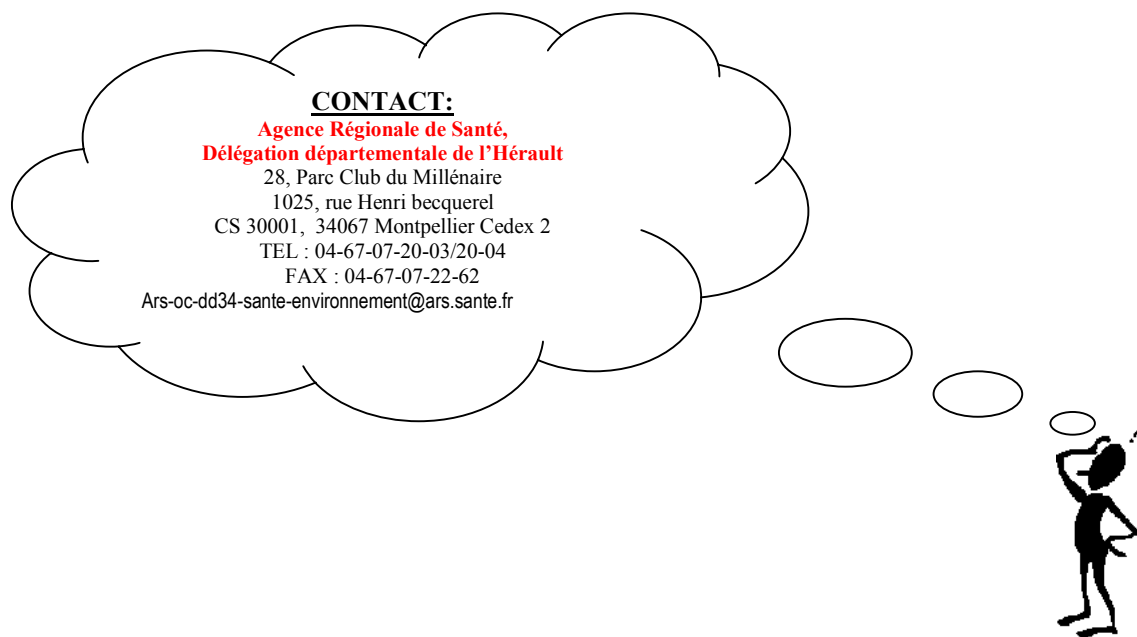 CONTACT:
Agence Régionale de Santé,
Délégation départementale de l’Hérault
28, Parc Club du Millénaire
1025, rue Henri becquerel
CS 30001, 34067 Montpellier Cedex 2
TEL : 04-67-07-20-03/20-04
FAX : 04-67-07-22-62
Ars-oc-dd34-sante-environnement@ars.sante.fr